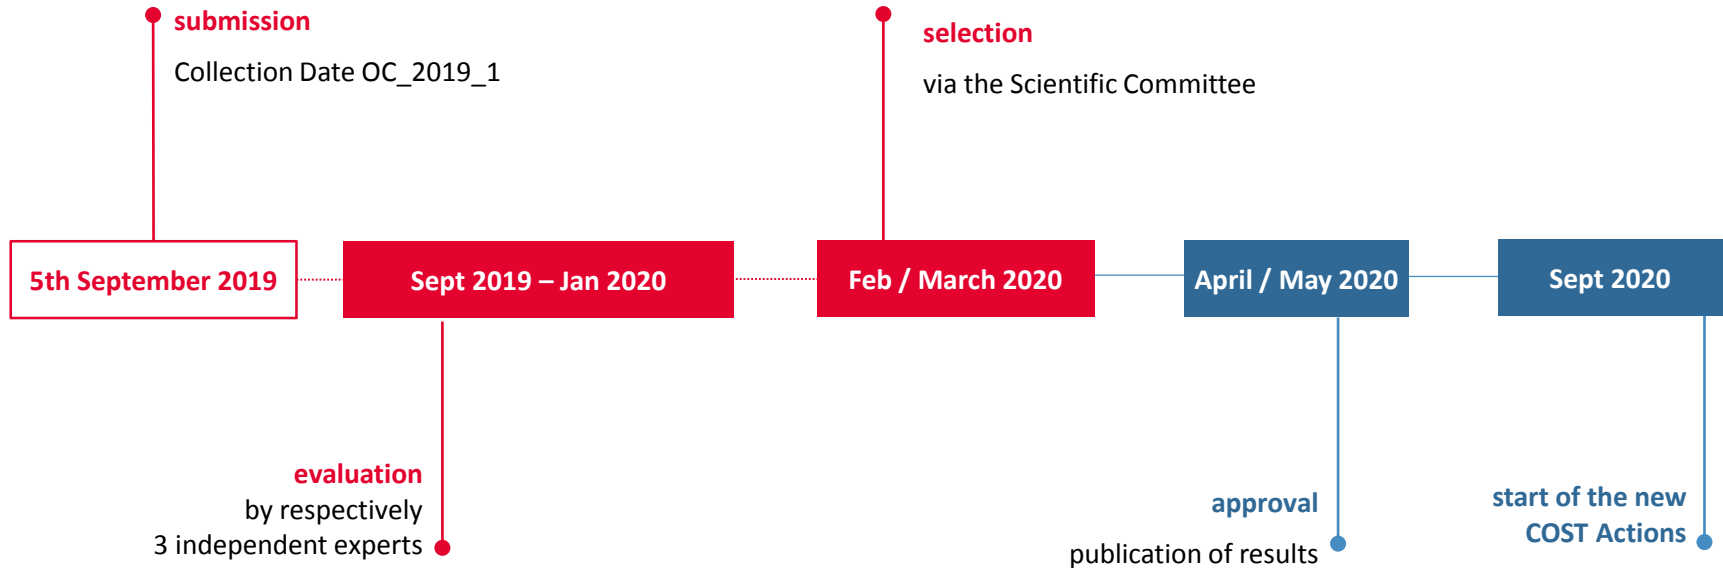 submission
Collection Date OC_2019_1
selection
via the Scientific Committee
5th September 2019
Sept 2019 – Jan 2020
Feb / March 2020
April / May 2020
Sept 2020
evaluation
by respectively
3 independent experts
approval
publication of results
start of the new
COST Actions